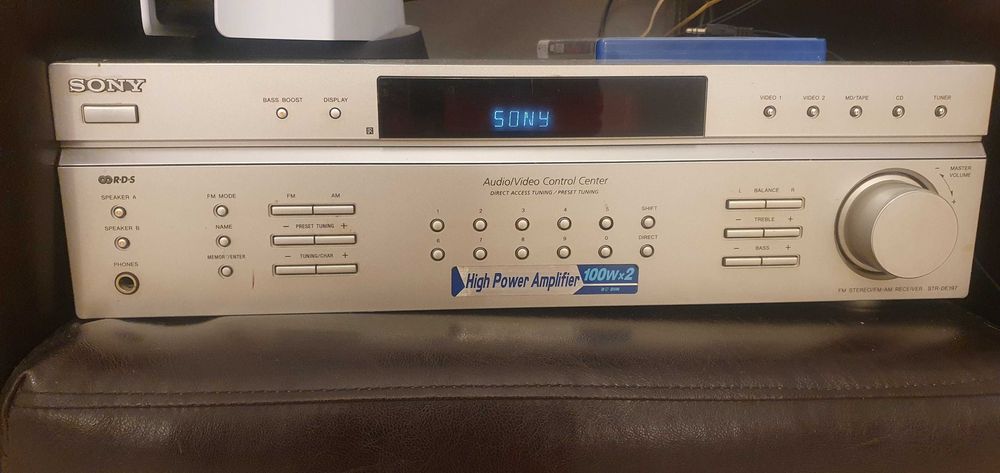 SONY
BASS BOOST
DISPLAY
SONY
VIDEO 1
VIDEO 2
MD/TAPE
CD
TUNER
R·D·S
Audio/Video Control Center
DIRECT ACCESS TUNING / PRESET TUNING
SPEAKER A
FM MODE
FM
AM
1
2
3
4
5
SHIFT
L BALANCE R
- MASTER
VOLUME
+
SPEAKER B
NAME
- PRESET TUNING +
6
7
8
9
0
DIRECT
- TREBLE +
PHONES
MEMORY/ENTER
- TUNING/CHAR +
- BASS +
High Power Amplifier 100W×2
FM STEREO/FM-AM RECEIVER STR-DE197